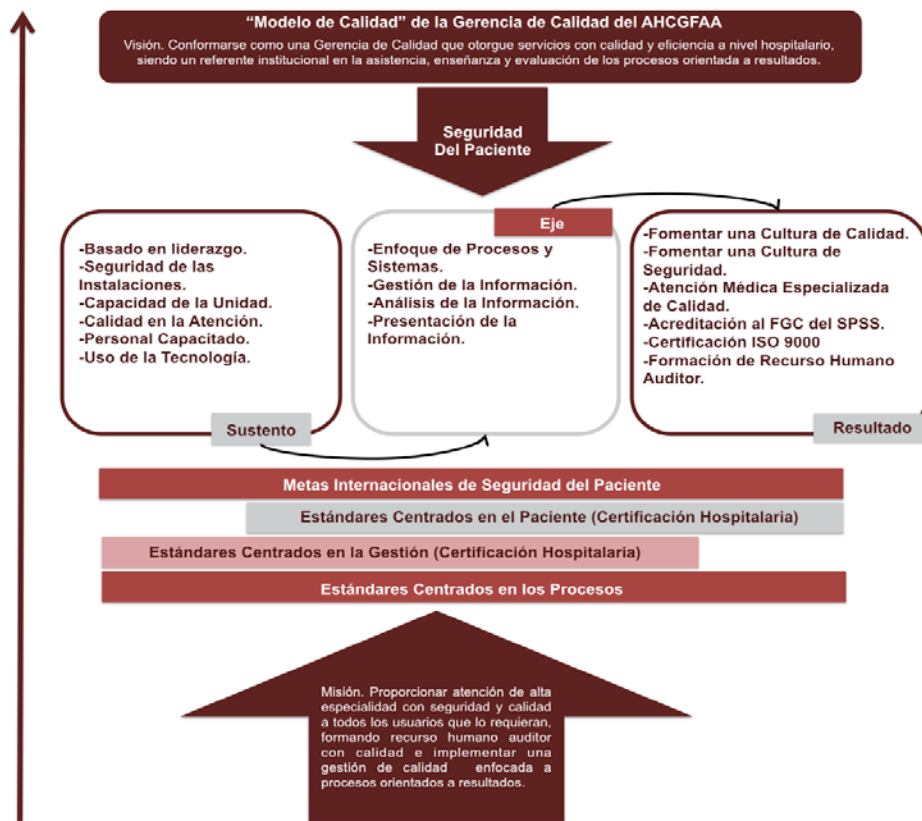 “Modelo de Calidad” de la Gerencia de Calidad del AHCGFAA
Visión. Conformarse como una Gerencia de Calidad que otorgue servicios con calidad y eficiencia a nivel hospitalario,
siendo un referente institucional en la asistencia, enseñanza y evaluación de los procesos orientada a resultados.
Seguridad
Del Paciente
-Basado en liderazgo.
-Seguridad de las
Instalaciones.
-Capacidad de la Unidad.
-Calidad en la Atención.
-Personal Capacitado.
-Uso de la Tecnología.
Sustento
Eje
-Enfoque de Procesos y
Sistemas.
-Gestión de la Información.
-Análisis de la Información.
-Presentación de la
Información.
-Fomentar una Cultura de Calidad.
-Fomentar una Cultura de
Seguridad.
-Atención Médica Especializada
de Calidad.
-Acreditación al FGC del SPSS.
-Certificación ISO 9000
-Formación de Recurso Humano
Auditor.
Resultado
Metas Internacionales de Seguridad del Paciente
Estándares Centrados en el Paciente (Certificación Hospitalaria)
Estándares Centrados en la Gestión (Certificación Hospitalaria)
Estándares Centrados en los Procesos
Misión. Proporcionar atención de alta
especialidad con seguridad y calidad
a todos los usuarios que lo requieran,
formando recurso humano auditor
con calidad e implementar una
gestión de calidad enfocada a
procesos orientados a resultados.